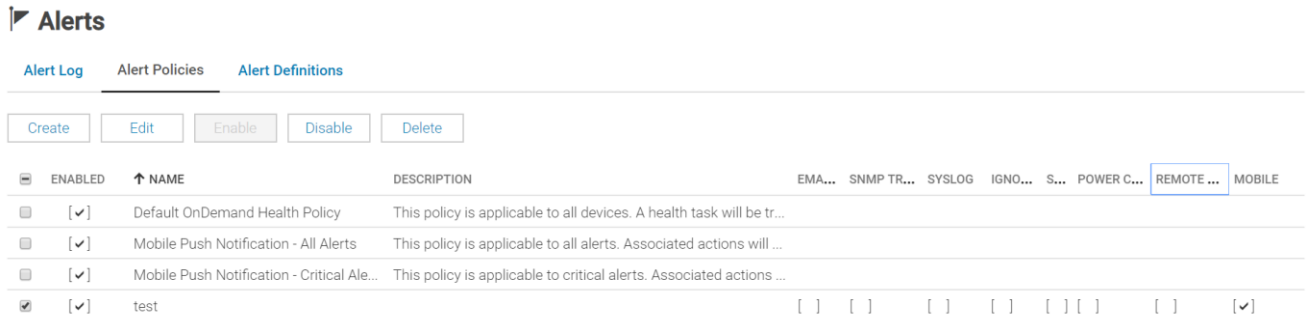 Alerts
Alert Log Alert Policies Alert Definitions
Create Edit Enable Disable Delete
ENABLED NAME DESCRIPTION EMA... SNMP TR... SYSLOG IGNO... S... POWER C... REMOTE ... MOBILE
[✔] Default OnDemand Health Policy This policy is applicable to all devices. A health task will be tr...
[✔] Mobile Push Notification - All Alerts This policy is applicable to all alerts. Associated actions will ...
[✔] Mobile Push Notification - Critical Ale... This policy is applicable to critical alerts. Associated actions ...
[✔] test [ ] [ ] [ ] [ ] [ ] [ ] [ ] [✔]